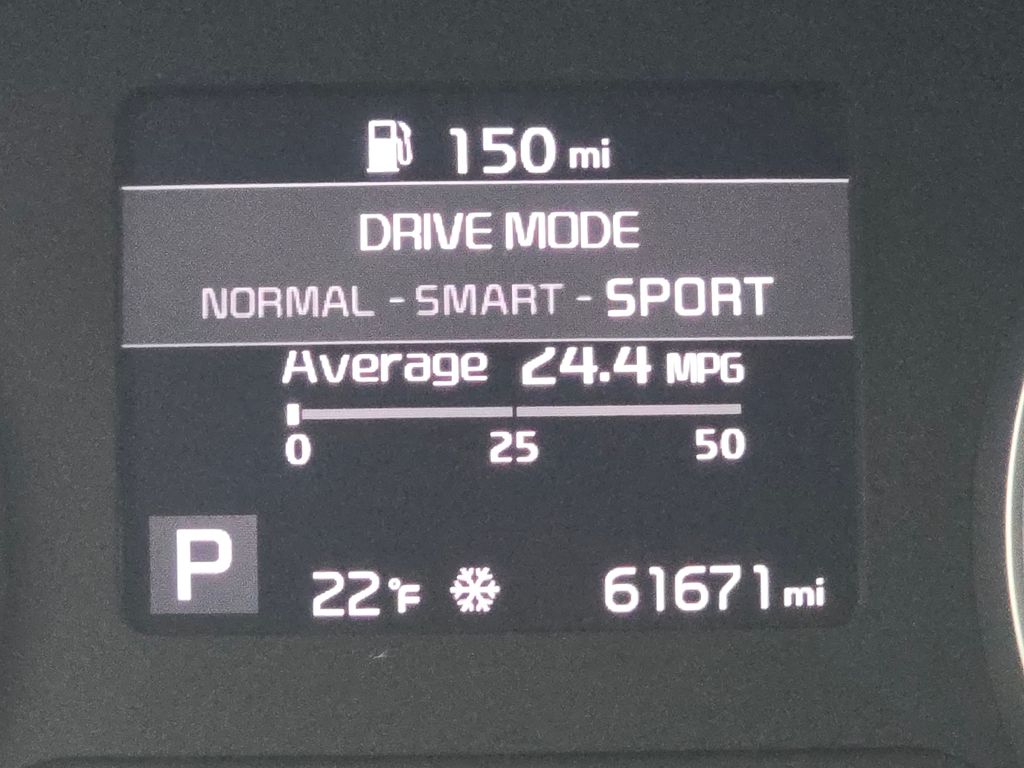 150 mi
DRIVE MODE
NORMAL - SMART - SPORT
Average 24.4 MPG
0 25 50
P 22°F 61671 mi